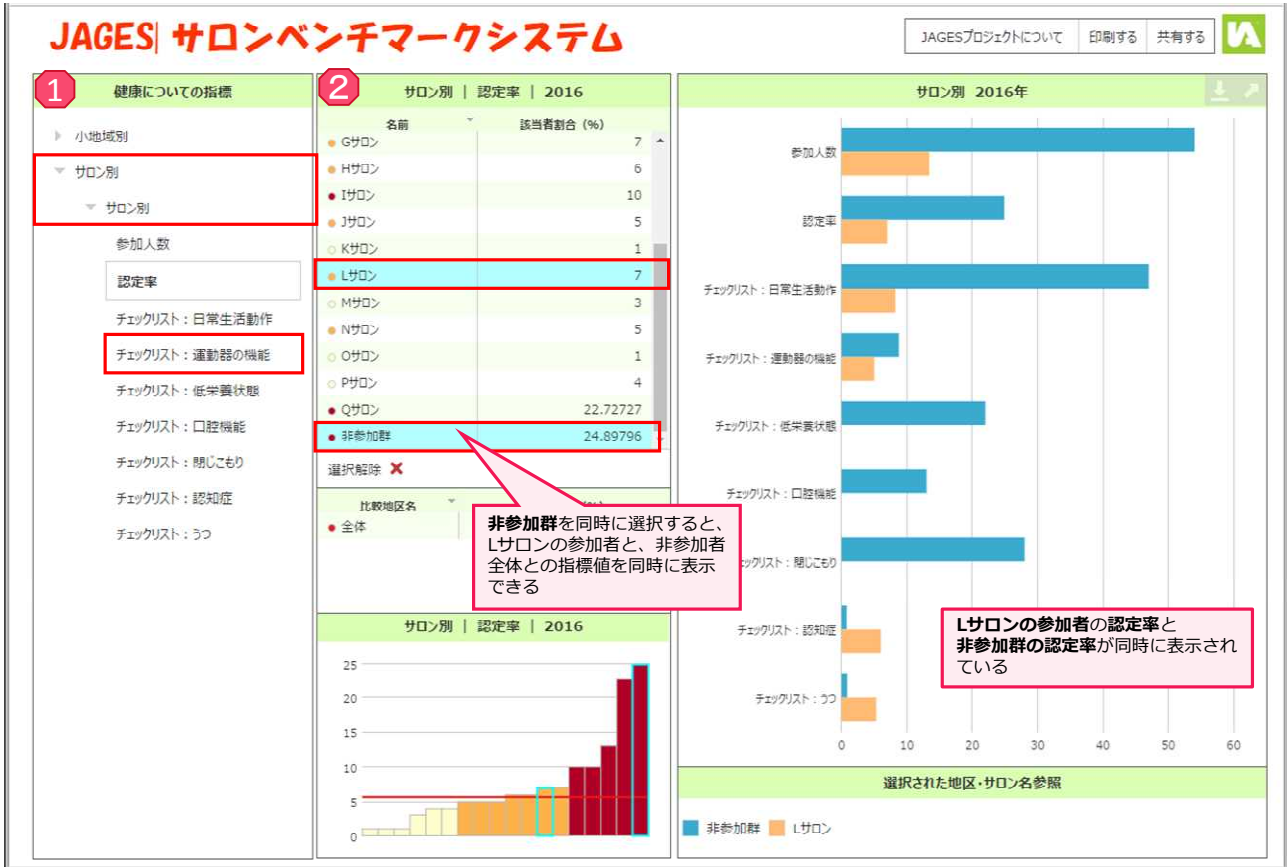 JAGES| サロンベンチマークシステム
JAGESプロジェクトについて
印刷する
共有する
1
健康についての指標
小地域別
サロン別
サロン別
参加人数
認定率
チェックリスト：日常生活動作
チェックリスト：運動器の機能
チェックリスト：低栄養状態
チェックリスト：口腔機能
チェックリスト：閉じこもり
チェックリスト：認知症
チェックリスト：うつ
2
サロン別 | 認定率 | 2016
名前 該当者割合（%）
Gサロン 7
Hサロン 6
Iサロン 10
Jサロン 5
Kサロン 1
Lサロン 7
Mサロン 3
Nサロン 5
Oサロン 1
Pサロン 4
Qサロン 22.72727
非参加群 24.89796
選択解除
比較地区名
全体
非参加群を同時に選択すると、
Lサロンの参加者と、非参加者
全体との指標値を同時に表示
できる
サロン別 | 認定率 | 2016
25
20
15
10
5
0
サロン別 2016年
参加人数
認定率
チェックリスト：日常生活動作
チェックリスト：運動器の機能
チェックリスト：低栄養状態
チェックリスト：口腔機能
ェックリスト：閉じこもり
チェックリスト：認知症
チェックリスト：うつ
0 10 20 30 40 50 60
Lサロンの参加者の認定率と
非参加群の認定率が同時に表示され
ている
選択された地区・サロン名参照
非参加群 Lサロン